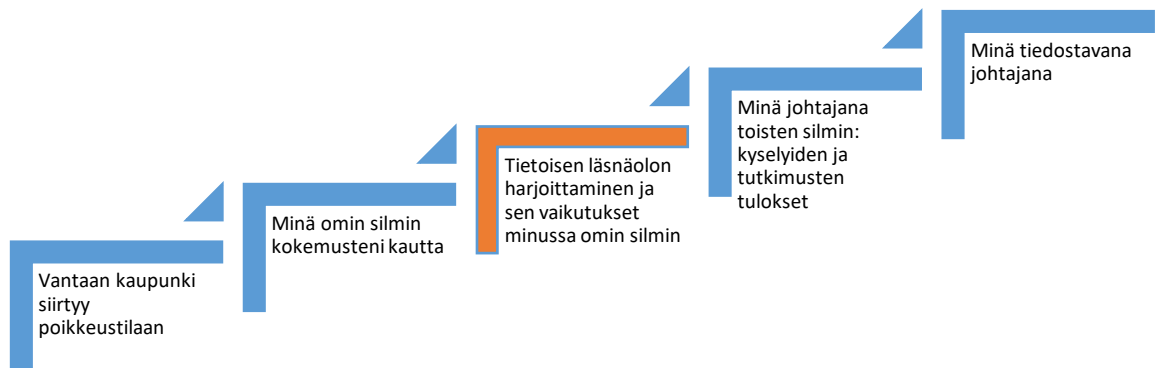 Vantaan kaupunki
siirtyy
poikkeustilaan
Minä omin silmin
kokemusteni kautta
Tietoisen läsnäolon
harjoittaminen ja
sen vaikutukset
minussa omin silmin
Minä johtajana
toisten silmin:
kyselyiden ja
tutkimusten
tulokset
Minä tiedostavana
johtajana